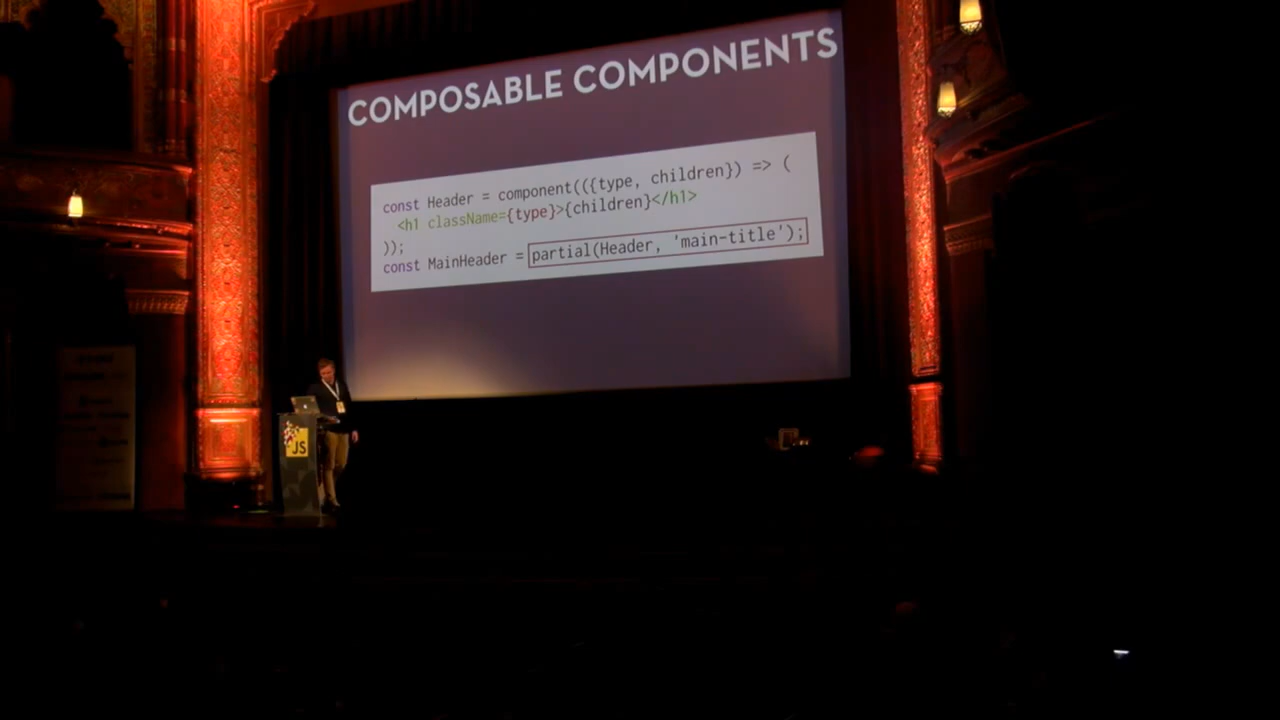 COMPOSABLE COMPONENTS
const Header = component(({type, children}) => (
<h1 className={type}>{children}</h1>
));
const MainHeader = partial(Header, 'main-title');
JS